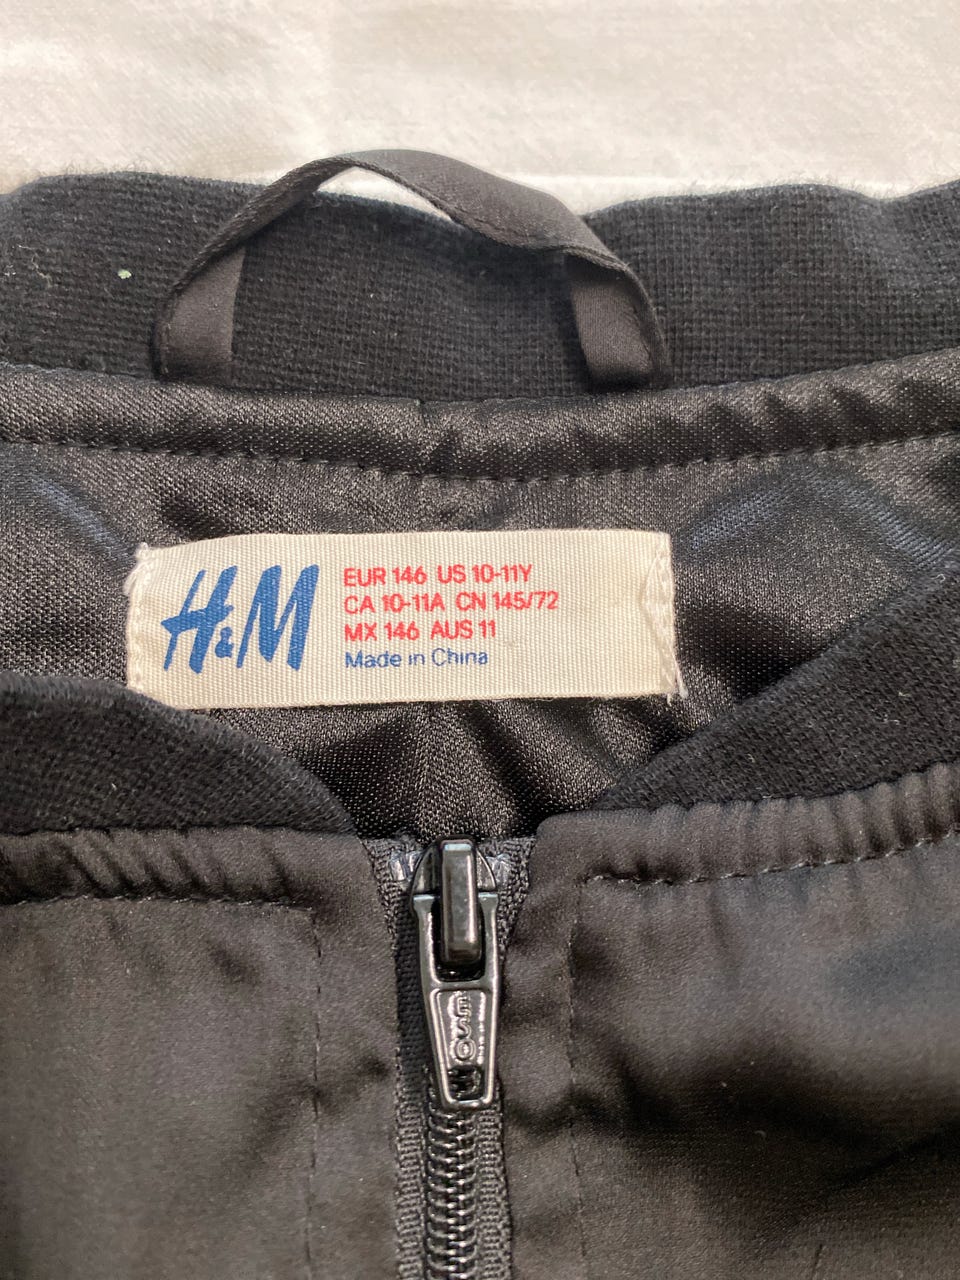 H&M
EUR 146 US 10-11Y
CA 10-11A CN 145/72
MX 146 AUS 11
Made in China